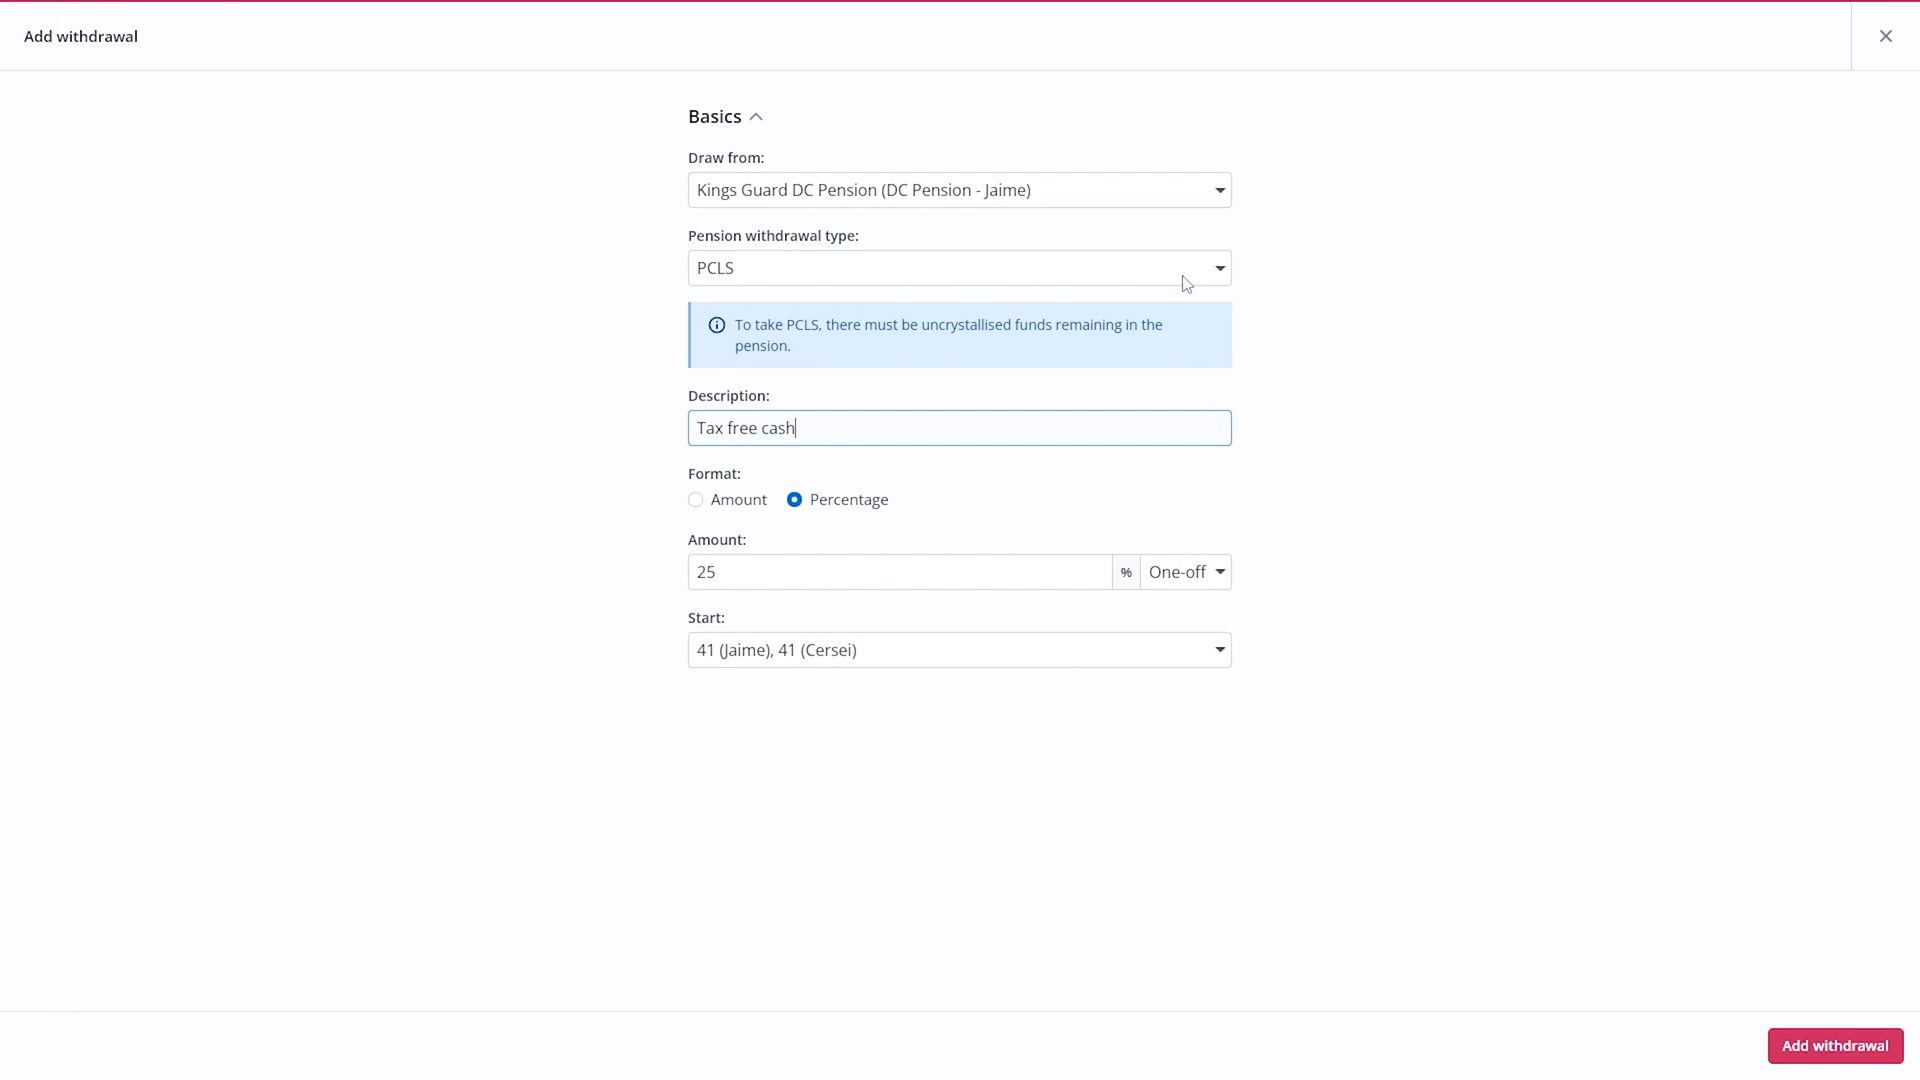 Add withdrawal
Basics
Draw from:
Kings Guard DC Pension (DC Pension - Jaime)
Pension withdrawal type:
PCLS
To take PCLS, there must be uncrystallised funds remaining in the
pension.
Description:
Tax free cash
Format:
Amount Percentage
Amount:
25 % One-off
Start:
41 (Jaime), 41 (Cersei)
Add withdrawal